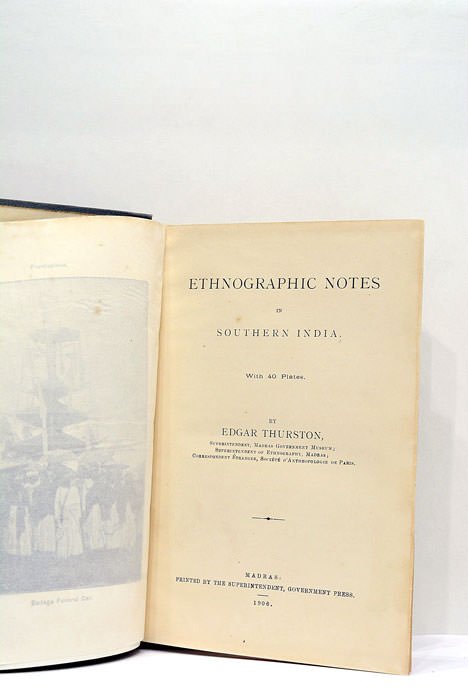 Frontispiece.
Badaga Funeral Car.
ETHNOGRAPHIC NOTES
IN
SOUTHERN INDIA.
With 40 Plates.
BY
EDGAR THURSTON,
SUPERINTENDENT, MADRAS GOVERNMENT MUSEUM;
SUPERINTENDENT OF ETHNOGRAPHY, MADRAS;
CORRESPONDENT ÉTRANGER, SOCIÉTÉ D'ANTHROPOLOGIE DE PARIS.
MADRAS:
PRINTED BY THE SUPERINTENDENT, GOVERNMENT PRESS.
1906.